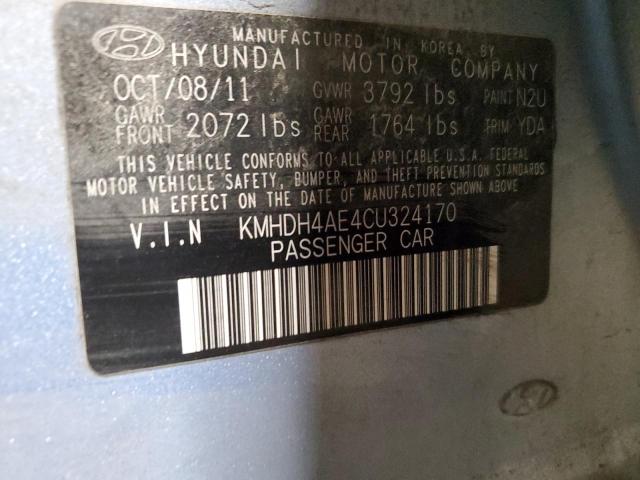 MANUFACTURED IN KOREA BY
HYUNDAI MOTOR COMPANY
OCT/08/11 GVWR 3792 lbs PAINT N2U
GAWR FRONT 2072 lbs GAWR REAR 1764 lbs TRIM YDA
THIS VEHICLE CONFORMS TO ALL APPLICABLE U.S.A. FEDERAL
MOTOR VEHICLE SAFETY, BUMPER, AND THEFT PREVENTION STANDARDS
IN EFFECT ON THE DATE OF MANUFACTURE SHOWN ABOVE
V.I.N KMHDH4AE4CU324170
PASSENGER CAR